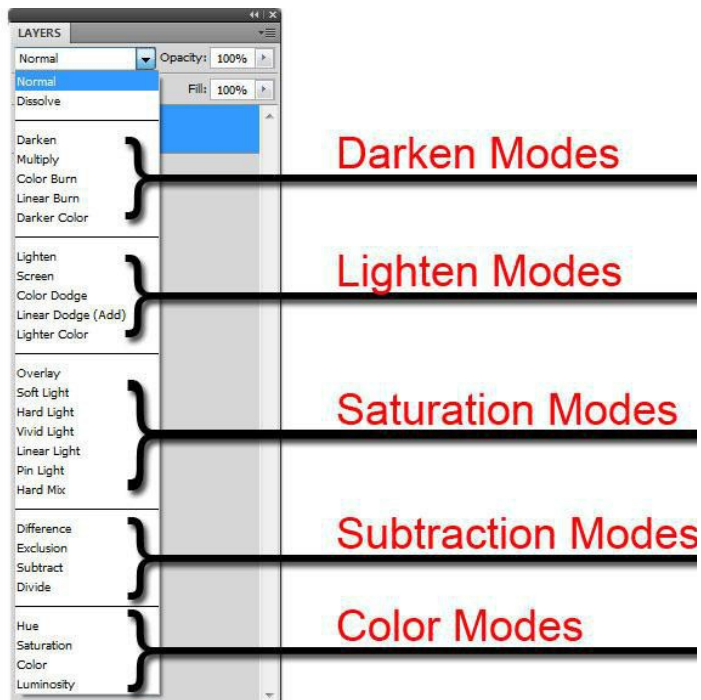 LAYERS
Normal Opacity: 100%
Normal Fill: 100%
Dissolve
Darken
Multiply
Color Burn
Linear Burn
Darker Color
Darken Modes
Lighten
Screen
Color Dodge
Linear Dodge (Add)
Lighter Color
Lighten Modes
Overlay
Soft Light
Hard Light
Vivid Light
Linear Light
Pin Light
Hard Mix
Saturation Modes
Difference
Exclusion
Subtract
Divide
Subtraction Modes
Hue
Saturation
Color
Luminosity
Color Modes